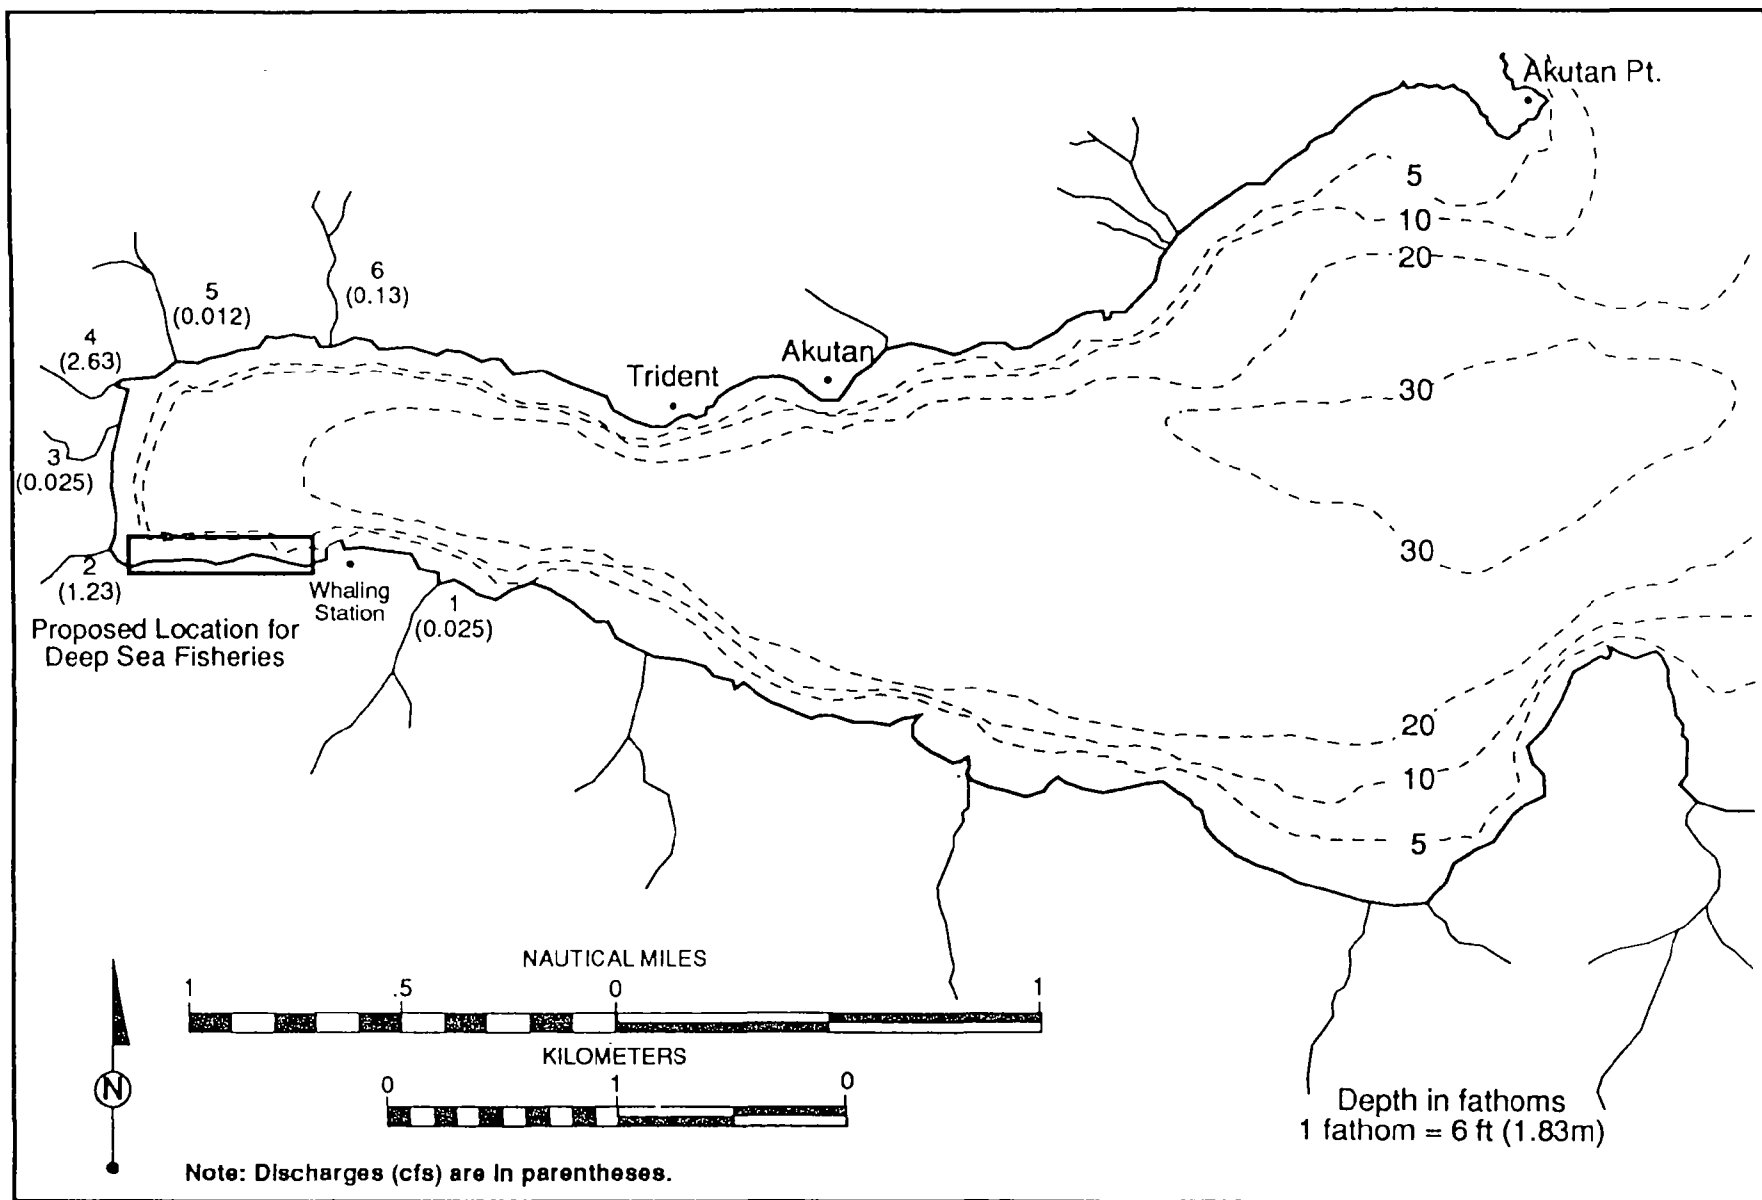 Akutan Pt.
5
10
20
6
(0.13)
5
(0.012)
4
(2.63)
Akutan
Trident
30
3
(0.025)
30
2
(1.23)
Whaling
Station
1
(0.025)
Proposed Location for
Deep Sea Fisheries
20
10
5
NAUTICAL MILES
1 .5 0 1
KILOMETERS
0 1 0
N
Depth in fathoms
1 fathom = 6 ft (1.83m)
Note: Discharges (cfs) are in parentheses.